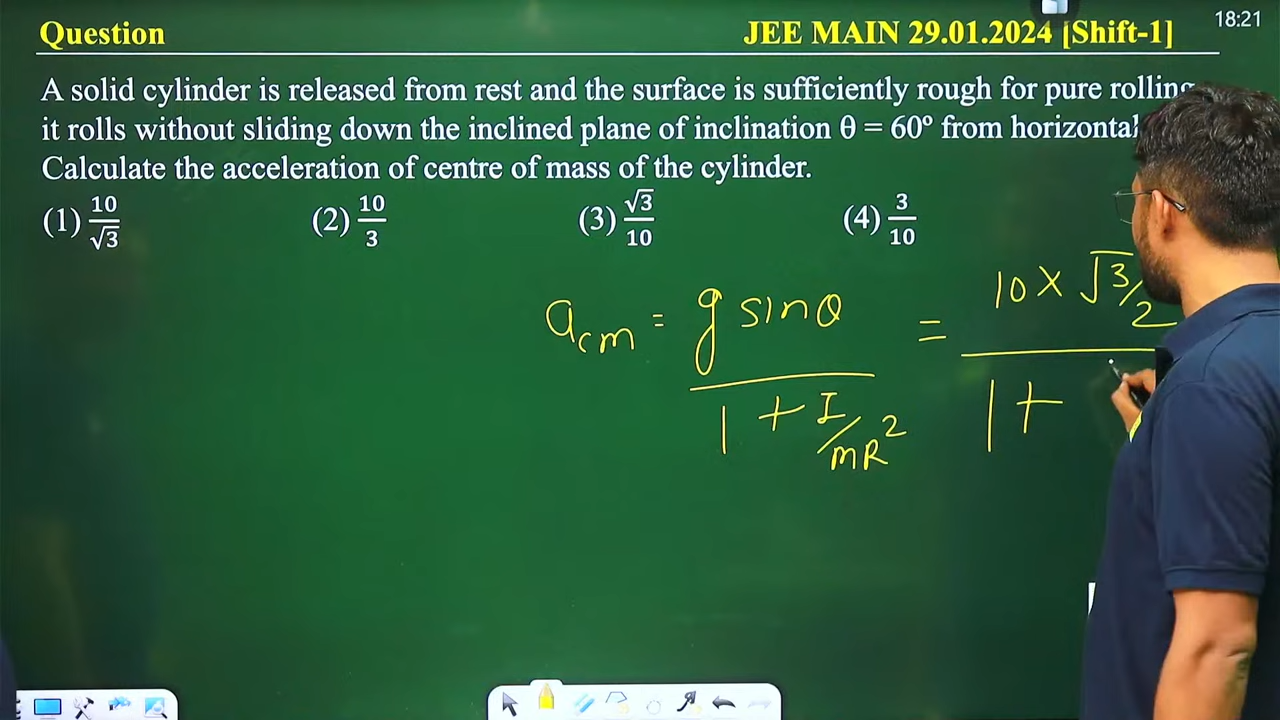 Question
JEE MAIN 29.01.2024 [Shift-1]
18:21
A solid cylinder is released from rest and the surface is sufficiently rough for pure rolling
it rolls without sliding down the inclined plane of inclination θ = 60º from horizontal
Calculate the acceleration of centre of mass of the cylinder.
(1) 10/√3 (2) 10/3 (3) √3/10 (4) 3/10
a_cm = g sinθ / (1 + I/mR²) = 10 × √3/2 / 1 +